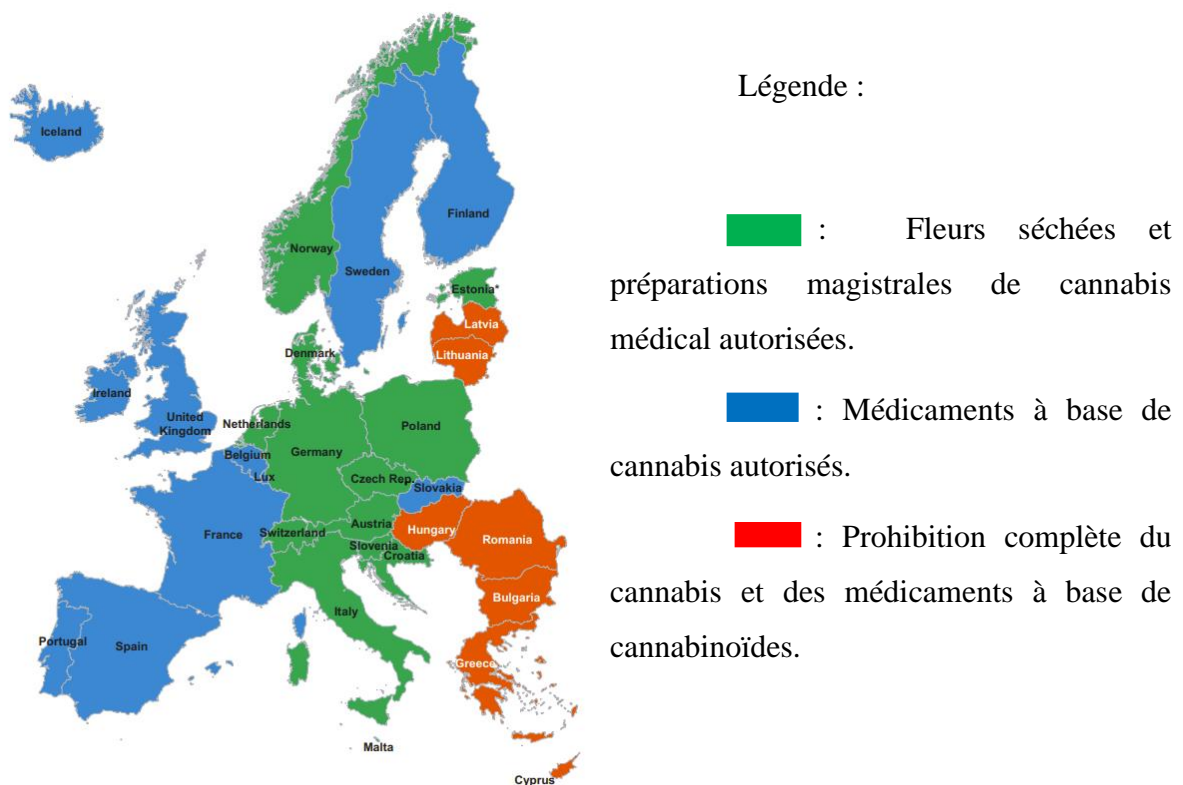 Iceland
Norway
Sweden
Finland
Estonia*
Latvia
Lithuania
Denmark
Ireland
United
Kingdom
Netherlands
Belgium
Lux
Germany
Poland
Czech Rep.
Slovakia
France
Switzerland
Austria
Slovenia
Croatia
Hungary
Romania
Bulgaria
Italy
Portugal
Spain
Greece
Malta
Cyprus
Légende :
: Fleurs séchées et
préparations magistrales de cannabis
médical autorisées.
: Médicaments à base de
cannabis autorisés.
: Prohibition complète du
cannabis et des médicaments à base de
cannabinoïdes.